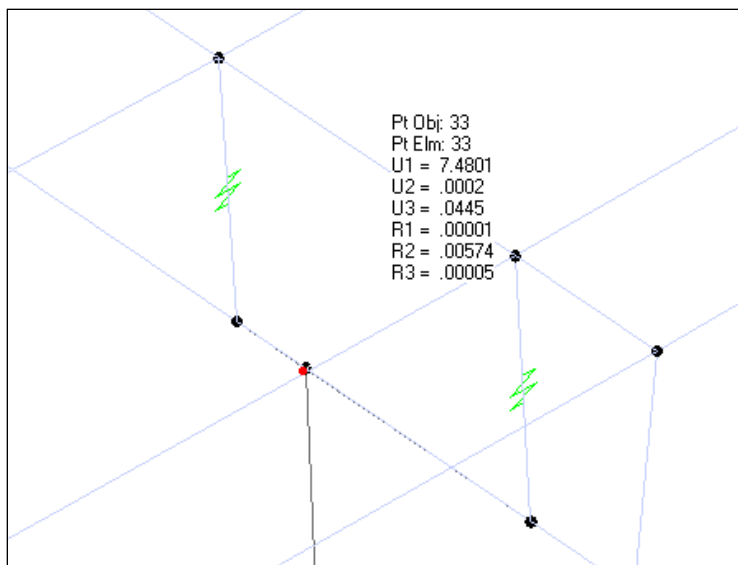 Pt Obj: 33
Pt Elm: 33
U1 = 7.4801
U2 = .0002
U3 = .0445
R1 = .00001
R2 = .00574
R3 = .00005